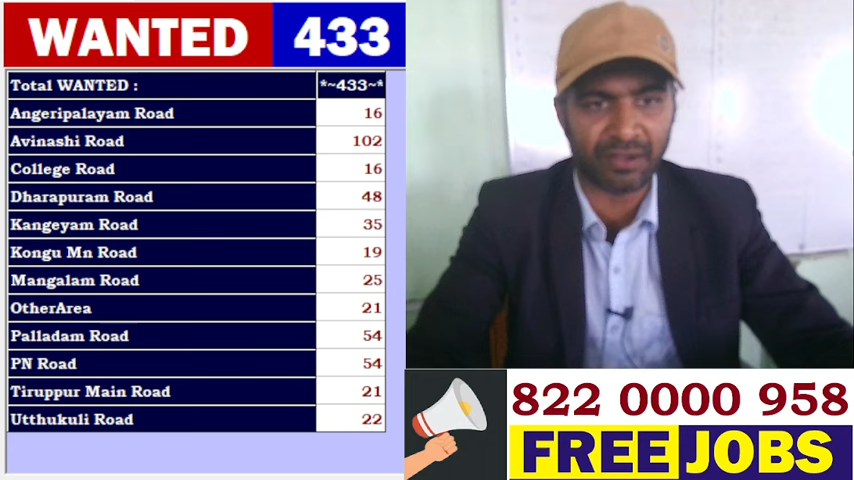 WANTED 433
Total WANTED : *~433~*
Angeripalayam Road 16
Avinashi Road 102
College Road 16
Dharapuram Road 48
Kangeyam Road 35
Kongu Mn Road 19
Mangalam Road 25
OtherArea 21
Palladam Road 54
PN Road 54
Tiruppur Main Road 21
Utthukuli Road 22
822 0000 958
FREE JOBS